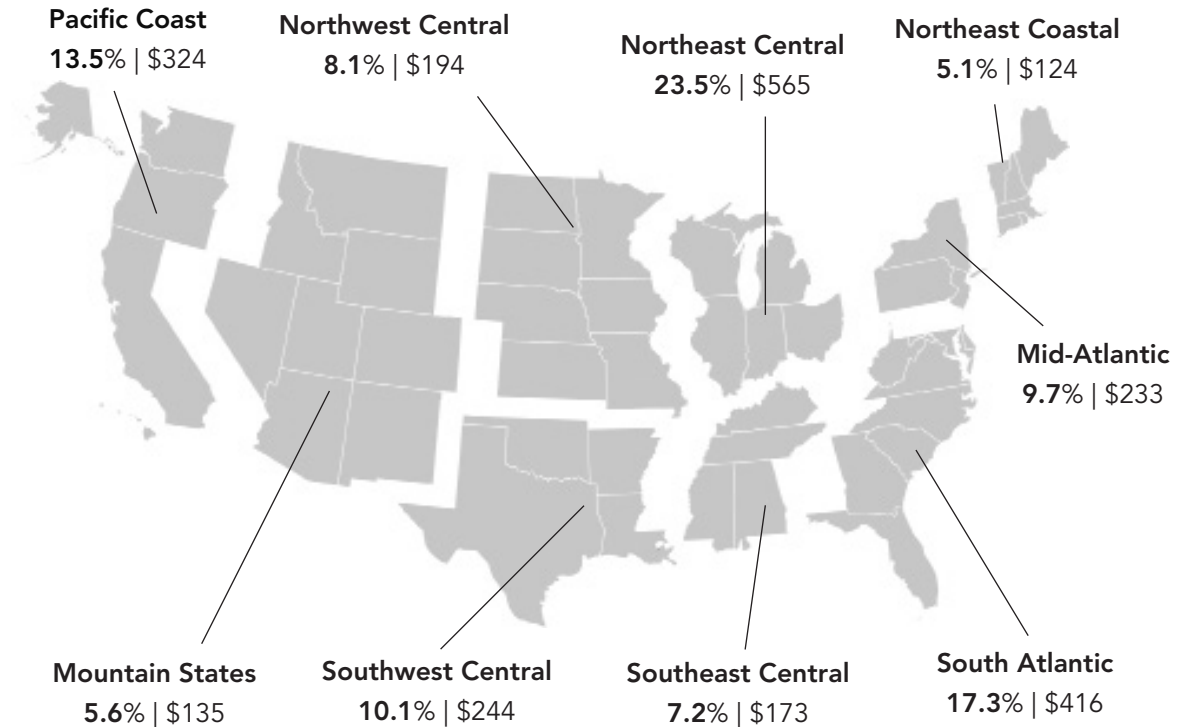 Pacific Coast
13.5% | $324
Northwest Central
8.1% | $194
Northeast Central
23.5% | $565
Northeast Coastal
5.1% | $124
Mid-Atlantic
9.7% | $233
Mountain States
5.6% | $135
Southwest Central
10.1% | $244
Southeast Central
7.2% | $173
South Atlantic
17.3% | $416